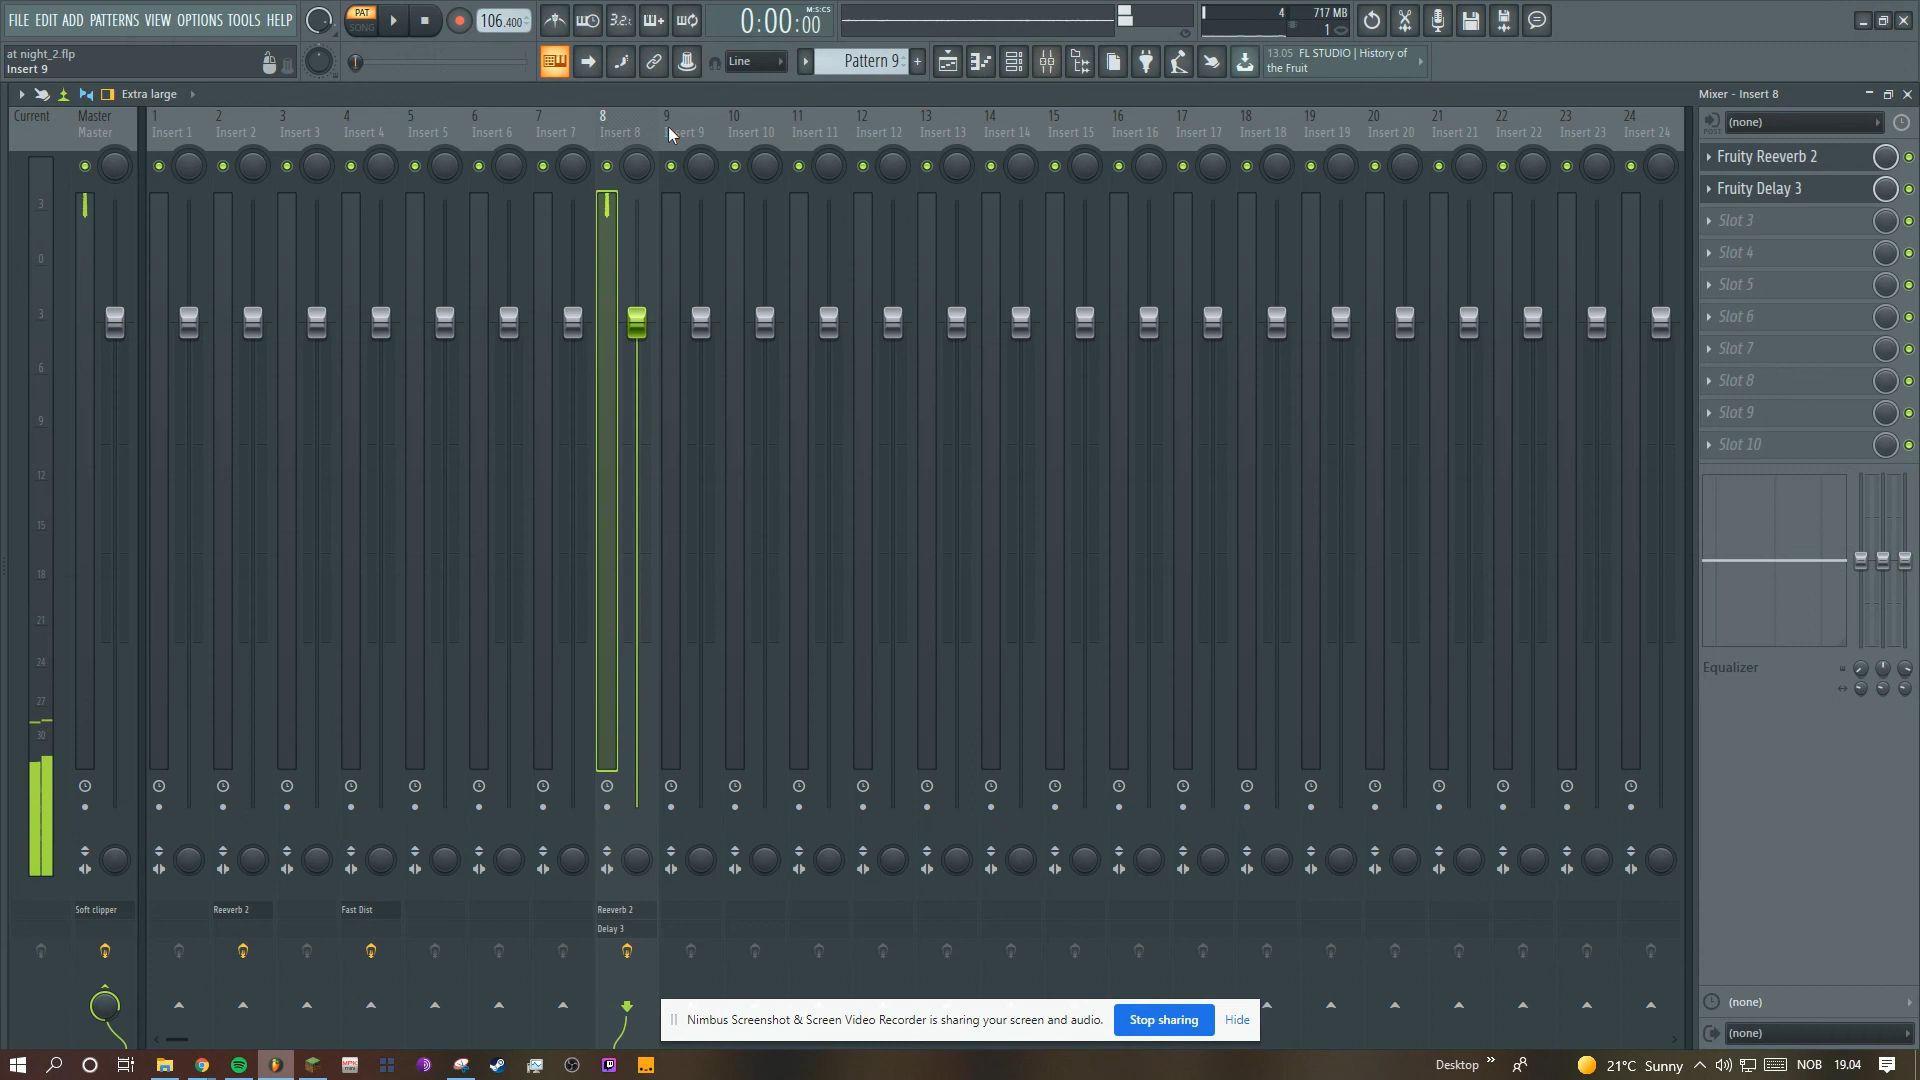 FILE EDIT ADD PATTERNS VIEW OPTIONS TOOLS HELP
PAT
SONG
106.400
3.2.
0:00:00
M:S:CS
4
717 MB
1
at night_2.flp
Insert 9
Line
Pattern 9
13.05 FL STUDIO | History of
the Fruit
Extra large
Mixer - Insert 8
Current
Master
Master
1 2 3 4 5 6 7 8 9 10 11 12 13 14 15 16 17 18 19 20 21 22 23 24
Insert 1 Insert 2 Insert 3 Insert 4 Insert 5 Insert 6 Insert 7 Insert 8 Insert 9 Insert 10 Insert 11 Insert 12 Insert 13 Insert 14 Insert 15 Insert 16 Insert 17 Insert 18 Insert 19 Insert 20 Insert 21 Insert 22 Insert 23 Insert 24
POST
(none)
Fruity Reeverb 2
Fruity Delay 3
Slot 3
Slot 4
Slot 5
Slot 6
Slot 7
Slot 8
Slot 9
Slot 10
3
0
3
6
9
12
15
18
21
24
27
30
Equalizer
Soft clipper
Reeverb 2
Fast Dist
Reeverb 2
Delay 3
(none)
(none)
Nimbus Screenshot & Screen Video Recorder is sharing your screen and audio.
Stop sharing
Hide
Desktop
21°C Sunny
NOB
19.04